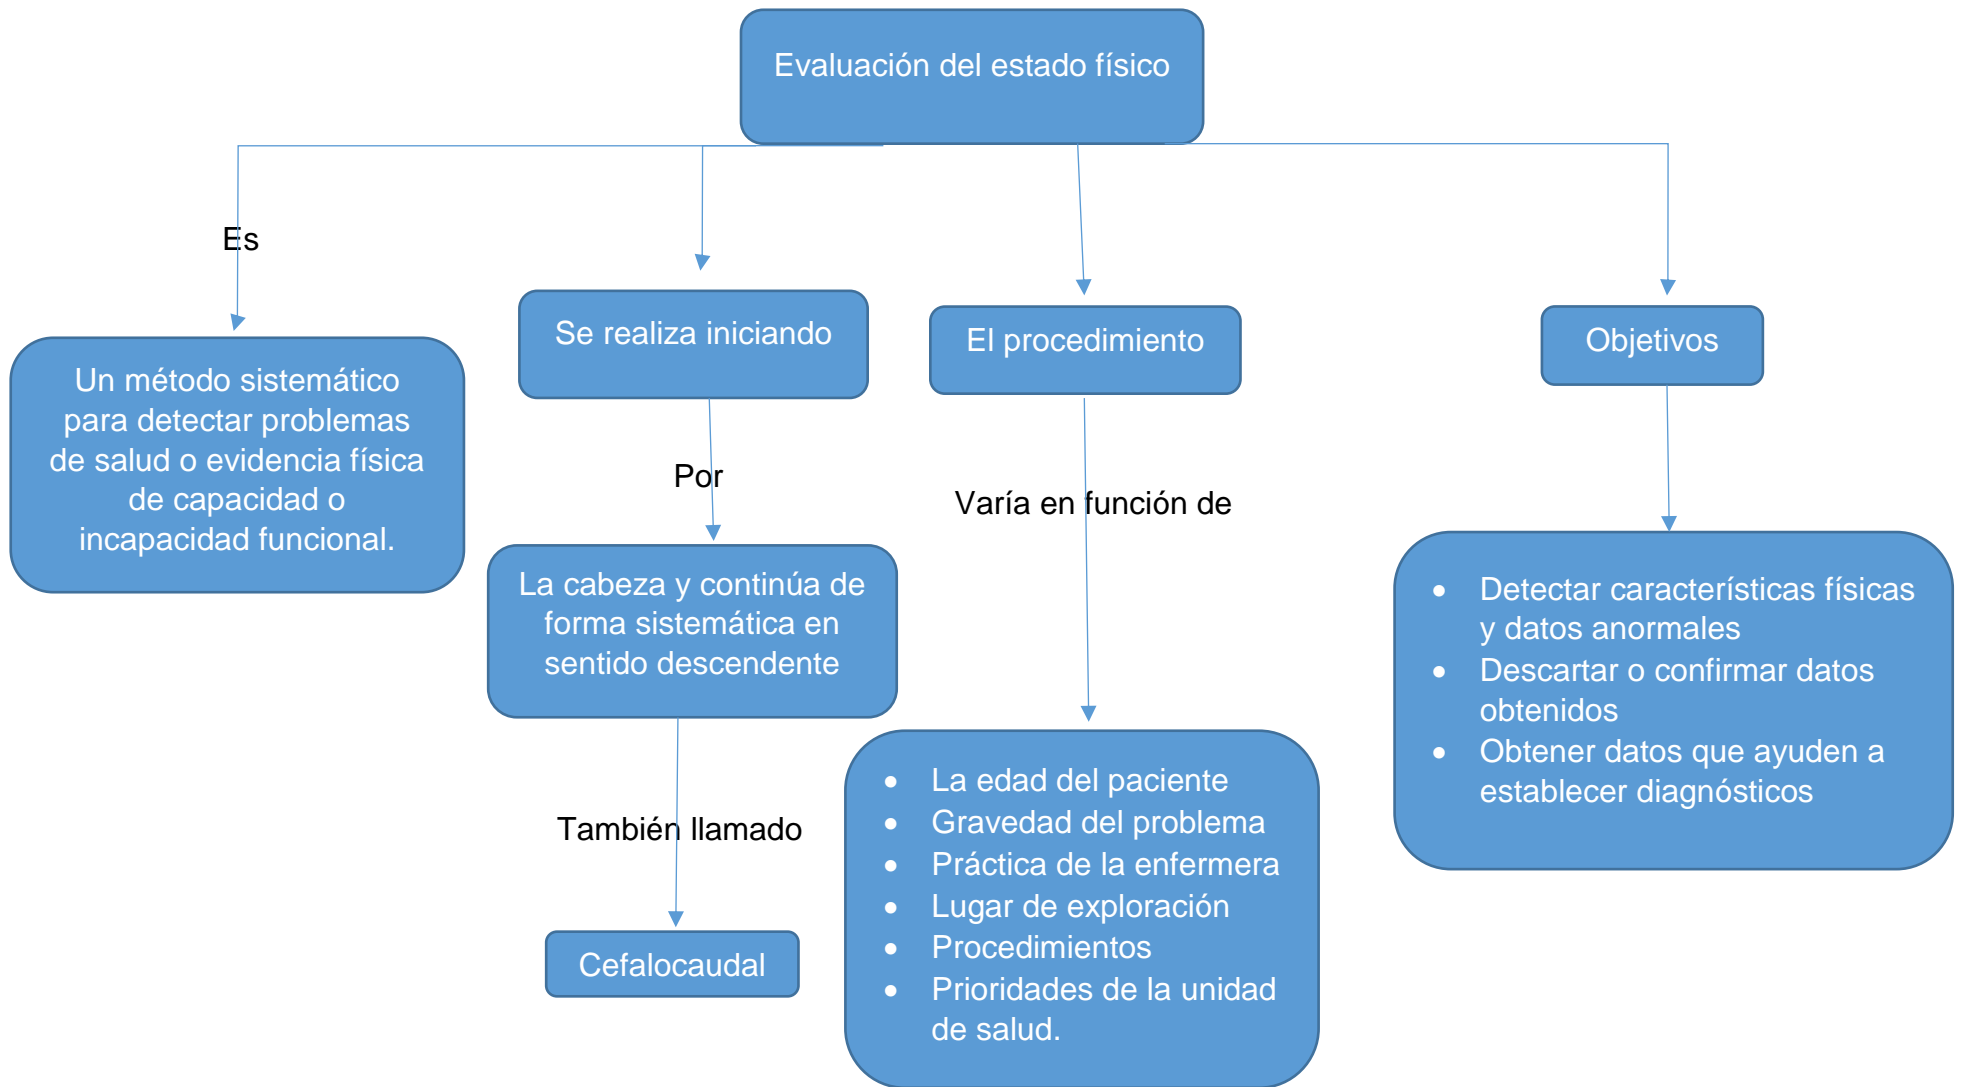 Evaluación del estado físico
Es
Un método sistemático
para detectar problemas
de salud o evidencia física
de capacidad o
incapacidad funcional.
Se realiza iniciando
Por
La cabeza y continúa de
forma sistemática en
sentido descendente
También llamado
Cefalocaudal
El procedimiento
Varía en función de
• La edad del paciente
• Gravedad del problema
• Práctica de la enfermera
• Lugar de exploración
• Procedimientos
• Prioridades de la unidad
de salud.
Objetivos
• Detectar características físicas
y datos anormales
• Descartar o confirmar datos
obtenidos
• Obtener datos que ayuden a
establecer diagnósticos